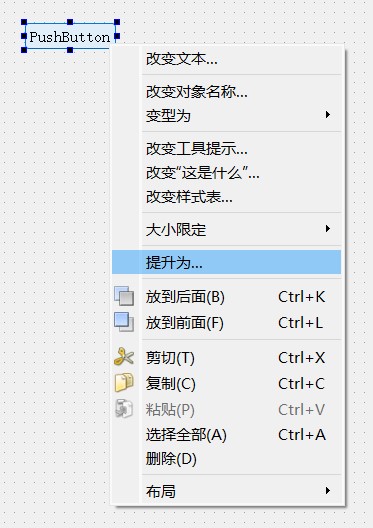 PushButton
改变文本...
改变对象名称...
变型为
改变工具提示...
改变“这是什么”...
改变样式表...
大小限定
提升为...
放到后面(B) Ctrl+K
放到前面(F) Ctrl+L
剪切(T) Ctrl+X
复制(C) Ctrl+C
粘贴(P) Ctrl+V
选择全部(A) Ctrl+A
删除(D)
布局